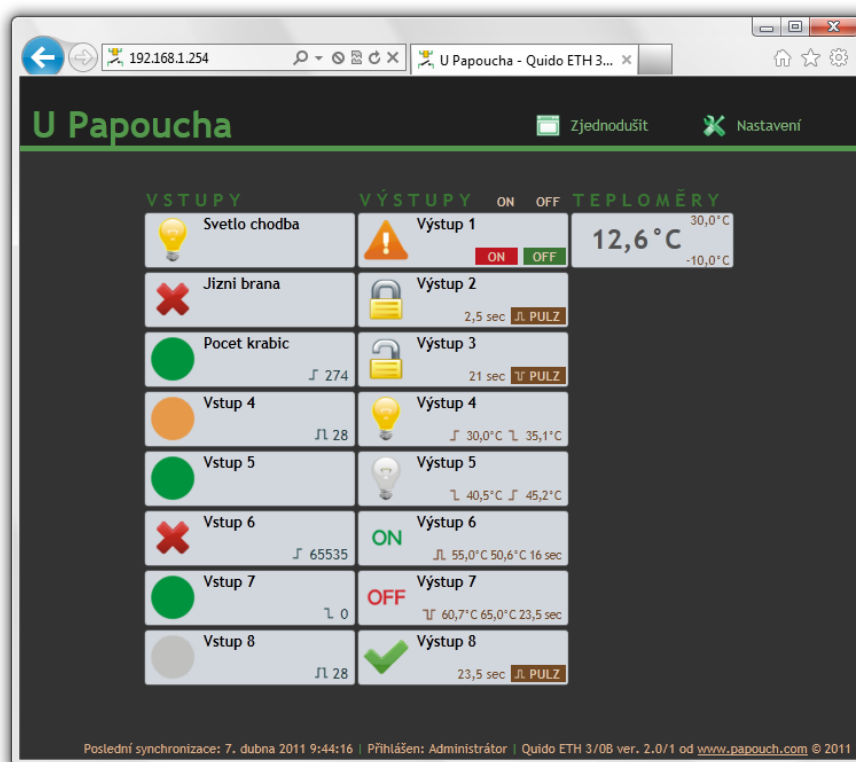 192.168.1.254
U Papoucha - Quido ETH 3...
U Papoucha
Zjednodušit
Nastavení
VSTUPY
VÝSTUPY ON OFF
TEPLOMĚRY
Svetlo chodba
Výstup 1
ON OFF
12,6°C
30,0°C
-10,0°C
Jizni brana
Výstup 2
2,5 sec PULZ
Pocet krabic
274
Výstup 3
21 sec PULZ
Vstup 4
28
Výstup 4
30,0°C 35,1°C
Vstup 5
Výstup 5
40,5°C 45,2°C
Vstup 6
65535
ON
Výstup 6
55,0°C 50,6°C 16 sec
Vstup 7
0
OFF
Výstup 7
60,7°C 65,0°C 23,5 sec
Vstup 8
28
Výstup 8
23,5 sec PULZ
Poslední synchronizace: 7. dubna 2011 9:44:16 | Přihlášen: Administrátor | Quido ETH 3/0B ver. 2.0/1 od www.papouch.com © 2011